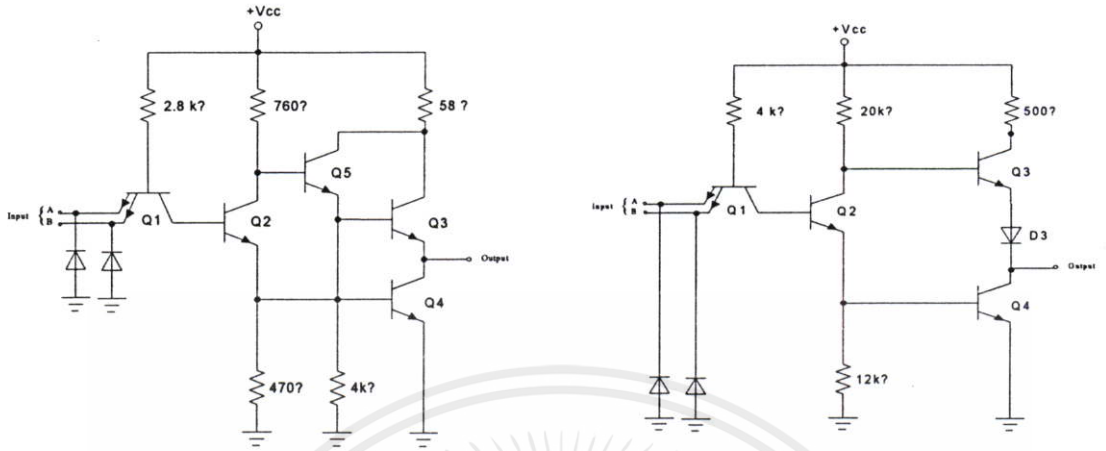 +Vcc
2.8 k?
760?
58 ?
Q5
Input { A
B
Q1
Q2
Q3
Output
Q4
470?
4k?
+Vcc
4 k?
20k?
500?
Q3
Input { A
B
Q1
Q2
D3
Output
Q4
12k?